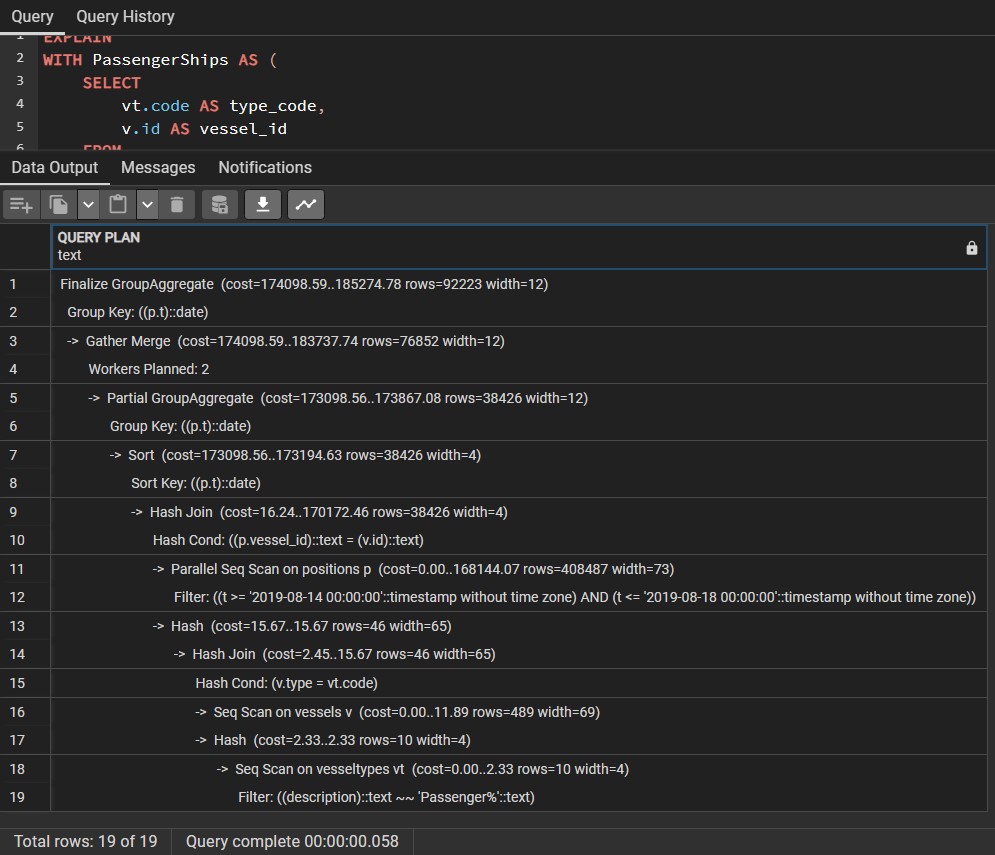 Query Query History
1 EXPLAIN
2 WITH PassengerShips AS (
3 SELECT
4 vt.code AS type_code,
5 v.id AS vessel_id
6 FROM
Data Output Messages Notifications
QUERY PLAN
text
1 Finalize GroupAggregate (cost=174098.59..185274.78 rows=92223 width=12)
2 Group Key: ((p.t)::date)
3 -> Gather Merge (cost=174098.59..183737.74 rows=76852 width=12)
4 Workers Planned: 2
5 -> Partial GroupAggregate (cost=173098.56..173867.08 rows=38426 width=12)
6 Group Key: ((p.t)::date)
7 -> Sort (cost=173098.56..173194.63 rows=38426 width=4)
8 Sort Key: ((p.t)::date)
9 -> Hash Join (cost=16.24..170172.46 rows=38426 width=4)
10 Hash Cond: ((p.vessel_id)::text = (v.id)::text)
11 -> Parallel Seq Scan on positions p (cost=0.00..168144.07 rows=408487 width=73)
12 Filter: ((t >= '2019-08-14 00:00:00'::timestamp without time zone) AND (t <= '2019-08-18 00:00:00'::timestamp without time zone))
13 -> Hash (cost=15.67..15.67 rows=46 width=65)
14 -> Hash Join (cost=2.45..15.67 rows=46 width=65)
15 Hash Cond: (v.type = vt.code)
16 -> Seq Scan on vessels v (cost=0.00..11.89 rows=489 width=69)
17 -> Hash (cost=2.33..2.33 rows=10 width=4)
18 -> Seq Scan on vesseltypes vt (cost=0.00..2.33 rows=10 width=4)
19 Filter: ((description)::text ~~ 'Passenger%'::text)
Total rows: 19 of 19 Query complete 00:00:00.058